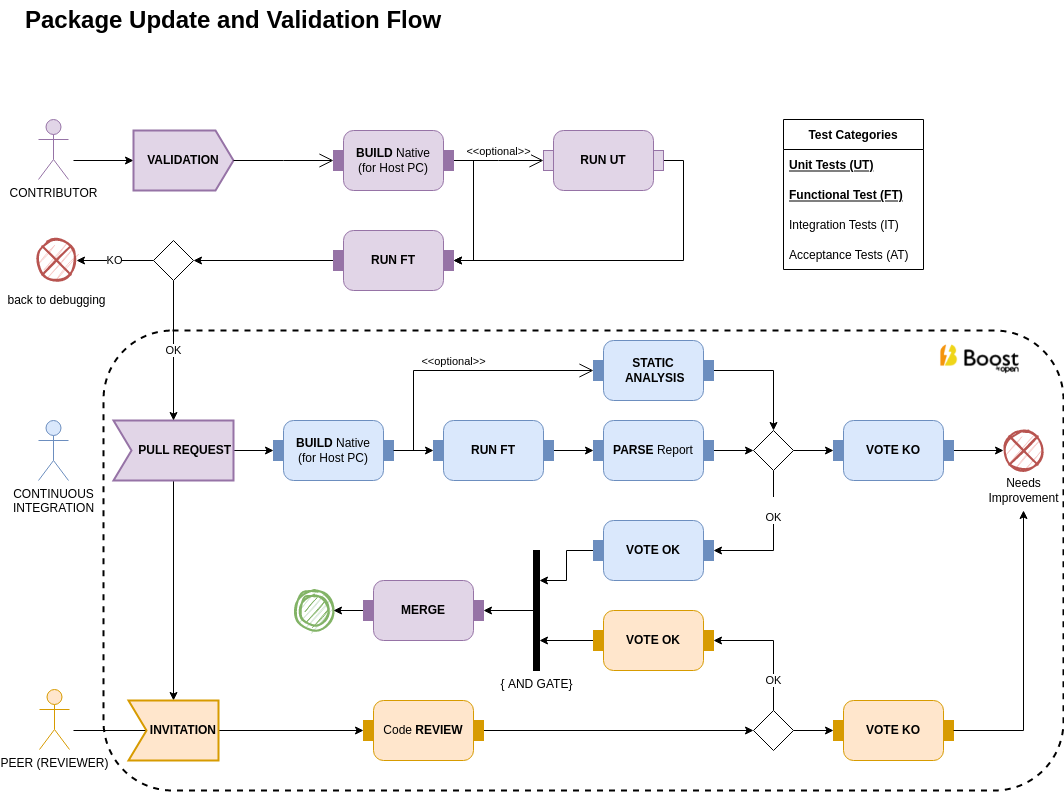 Package Update and Validation Flow
CONTRIBUTOR
VALIDATION
BUILD Native
(for Host PC)
<<optional>>
RUN UT
Test Categories
Unit Tests (UT)
Functional Test (FT)
Integration Tests (IT)
Acceptance Tests (AT)
KO
back to debugging
RUN FT
OK
<<optional>>
STATIC
ANALYSIS
Boost
by open
CONTINUOUS
INTEGRATION
PULL REQUEST
BUILD Native
(for Host PC)
RUN FT
PARSE Report
VOTE KO
Needs
Improvement
OK
VOTE OK
MERGE
VOTE OK
{ AND GATE}
OK
PEER (REVIEWER)
INVITATION
Code REVIEW
VOTE KO